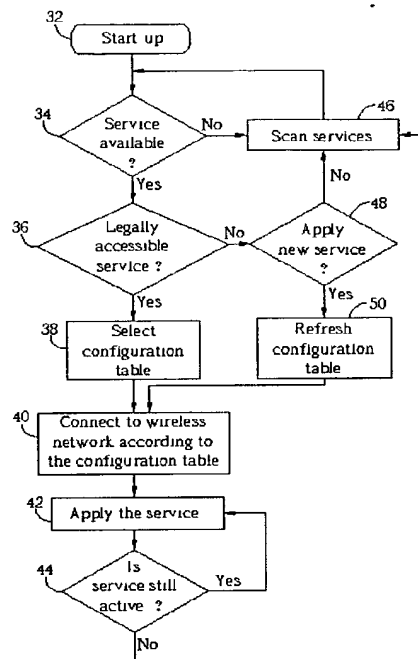 32
Start up
34
Service
available
?
No
46
Scan services
Yes
No
36
Legally
accessible
service ?
No
48
Apply
new service
?
Yes
Yes
38
Select
configuration
table
50
Refresh
configuration
table
40
Connect to wireless
network according to
the configuration table
42
Apply the service
44
Is
service still
active ?
Yes
No